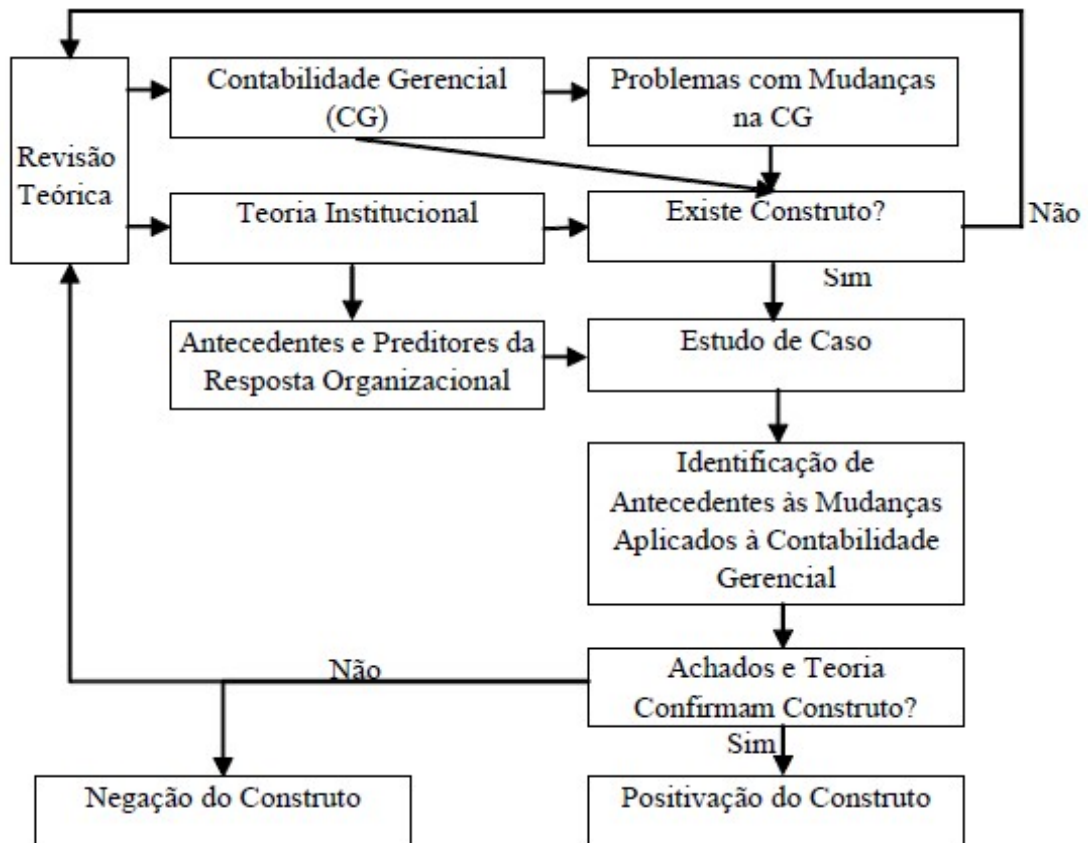 Contabilidade Gerencial
(CG)
Problemas com Mudanças
na CG
Revisão
Teórica
Teoria Institucional
Existe Construto?
Não
Sim
Antecedentes e Preditores da
Resposta Organizacional
Estudo de Caso
Identificação de
Antecedentes às Mudanças
Aplicados à Contabilidade
Gerencial
Não
Achados e Teoria
Confirmam Construto?
Sim
Negação do Construto
Positivação do Construto